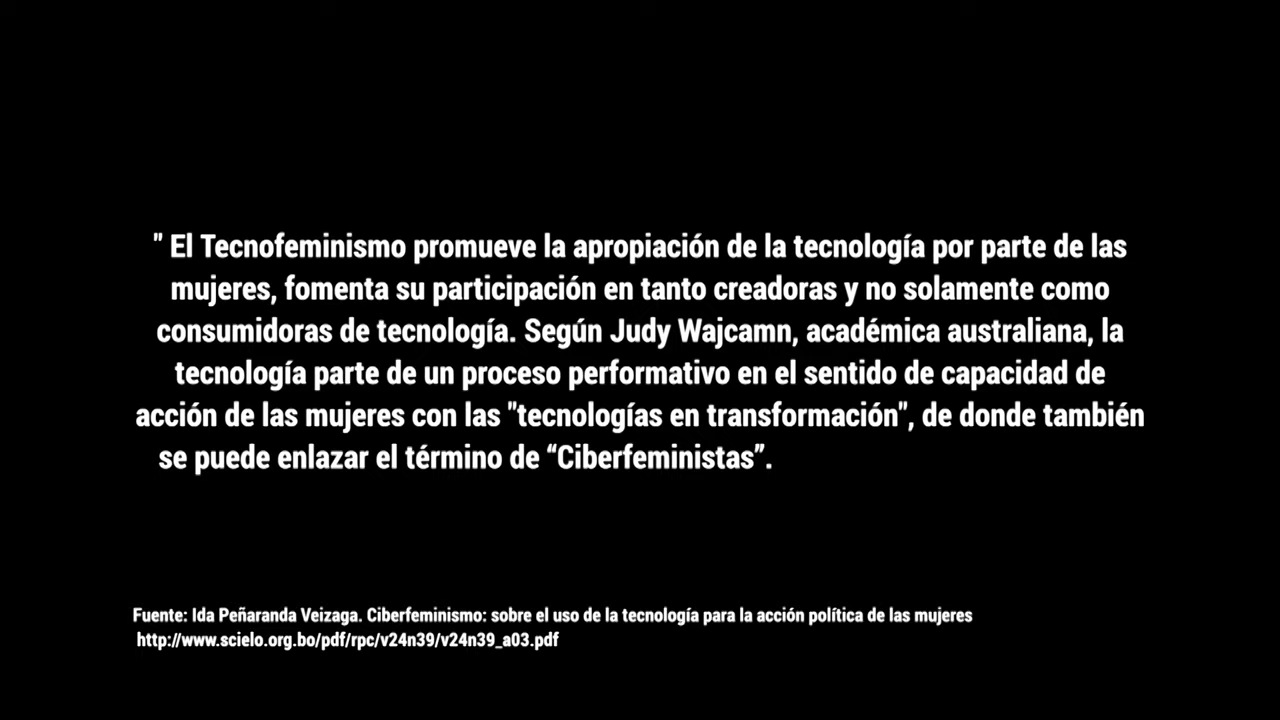 " El Tecnofeminismo promueve la apropiación de la tecnología por parte de las
mujeres, fomenta su participación en tanto creadoras y no solamente como
consumidoras de tecnología. Según Judy Wajcamn, académica australiana, la
tecnología parte de un proceso performativo en el sentido de capacidad de
acción de las mujeres con las "tecnologías en transformación", de donde también
se puede enlazar el término de “Ciberfeministas”.
Fuente: Ida Peñaranda Veizaga. Ciberfeminismo: sobre el uso de la tecnología para la acción política de las mujeres
http://www.scielo.org.bo/pdf/rpc/v24n39/v24n39_a03.pdf